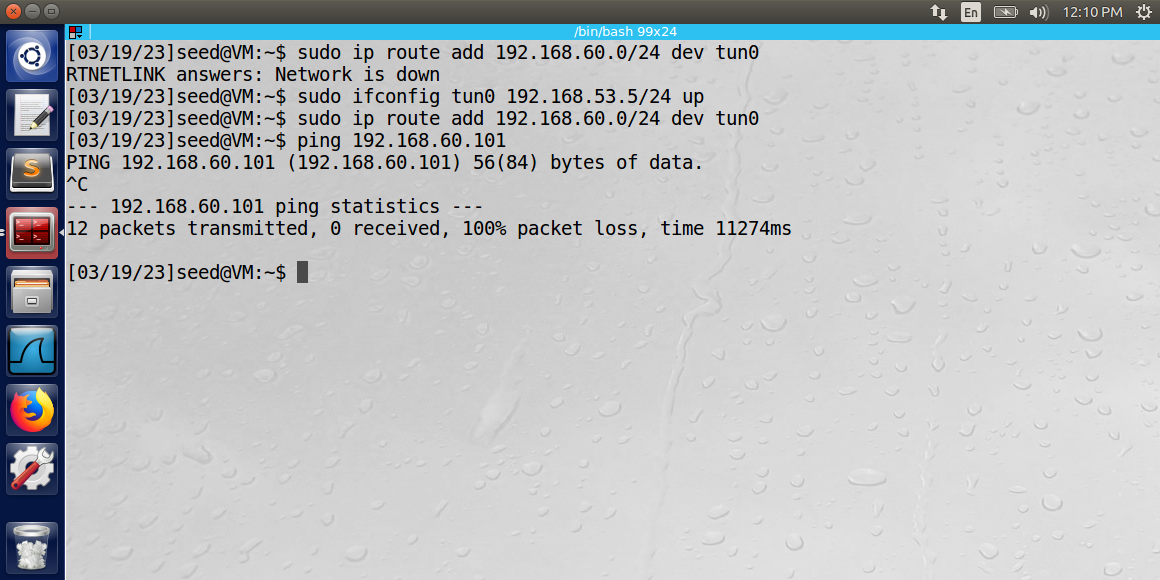 En
12:10 PM
/bin/bash 99x24
[03/19/23]seed@VM:~$ sudo ip route add 192.168.60.0/24 dev tun0
RTNETLINK answers: Network is down
[03/19/23]seed@VM:~$ sudo ifconfig tun0 192.168.53.5/24 up
[03/19/23]seed@VM:~$ sudo ip route add 192.168.60.0/24 dev tun0
[03/19/23]seed@VM:~$ ping 192.168.60.101
PING 192.168.60.101 (192.168.60.101) 56(84) bytes of data.
^C
--- 192.168.60.101 ping statistics ---
12 packets transmitted, 0 received, 100% packet loss, time 11274ms
[03/19/23]seed@VM:~$